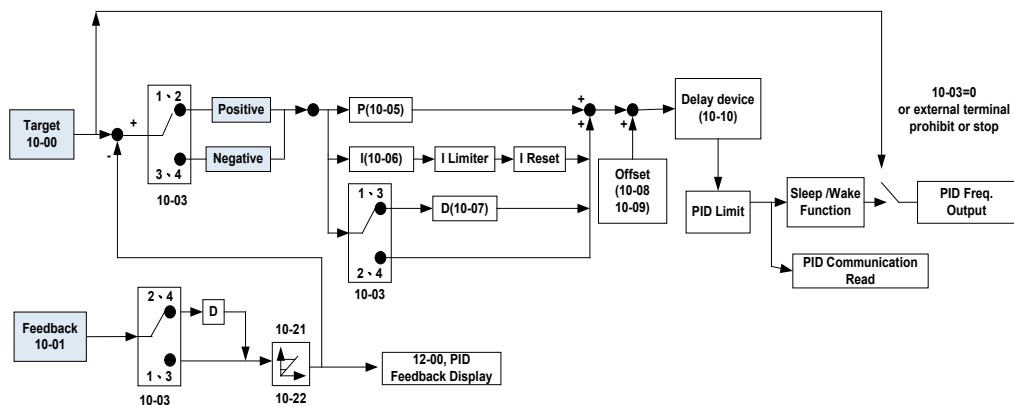 Target
10-00
+
-
1、2
3、4
10-03
Positive
Negative
P(10-05)
I(10-06)
I Limiter
I Reset
1、3
2、4
10-03
D(10-07)
+
+
+
Offset
(10-08
10-09)
Delay device
(10-10)
PID Limit
Sleep /Wake
Function
10-03=0
or external terminal
prohibit or stop
PID Freq.
Output
PID Communication
Read
Feedback
10-01
2、4
1、3
10-03
D
10-21
10-22
12-00, PID
Feedback Display